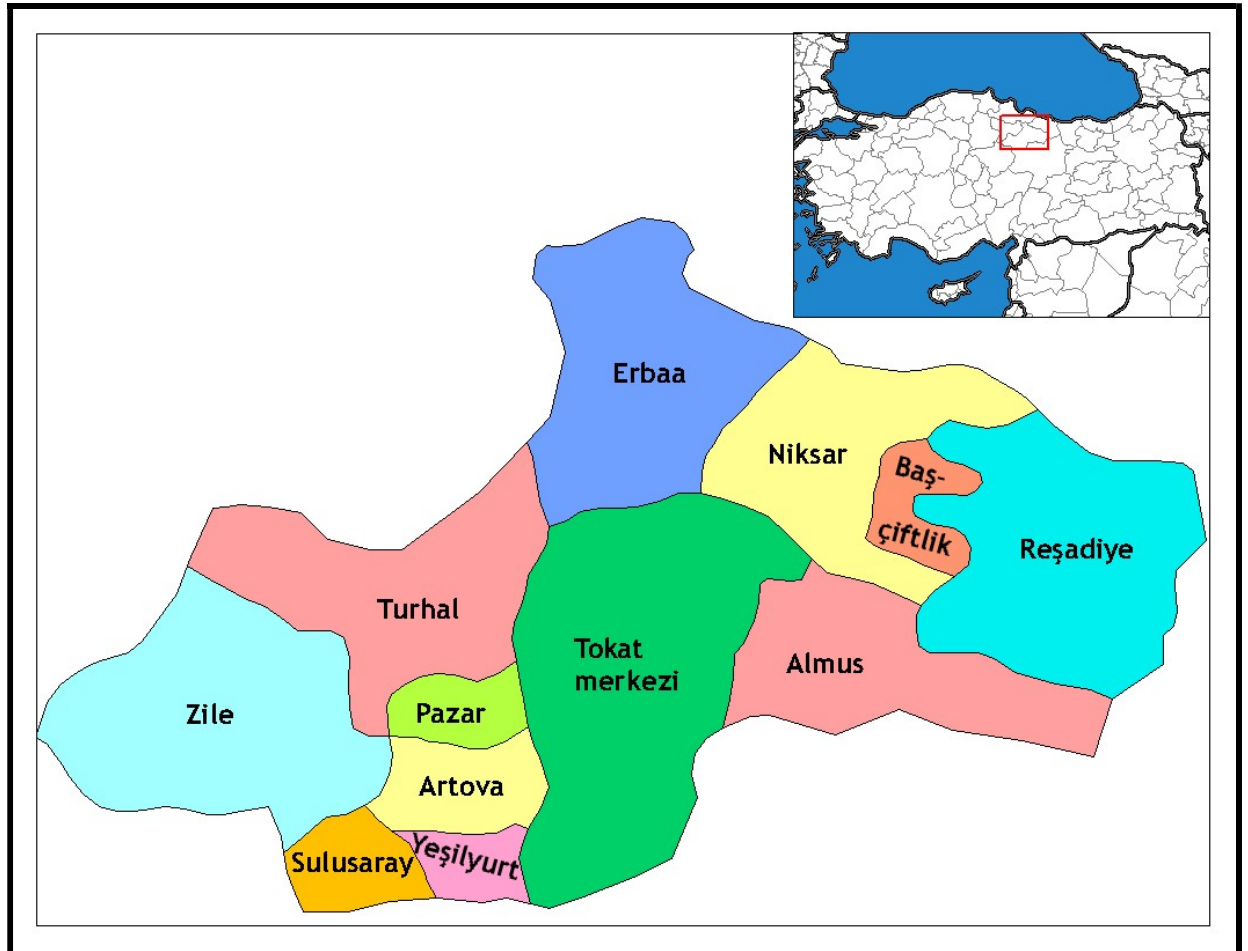 Erbaa
Niksar
Baş-
çiftlik
Reşadiye
Turhal
Tokat
merkezi
Almus
Zile
Pazar
Artova
Sulusaray
Yeşilyurt